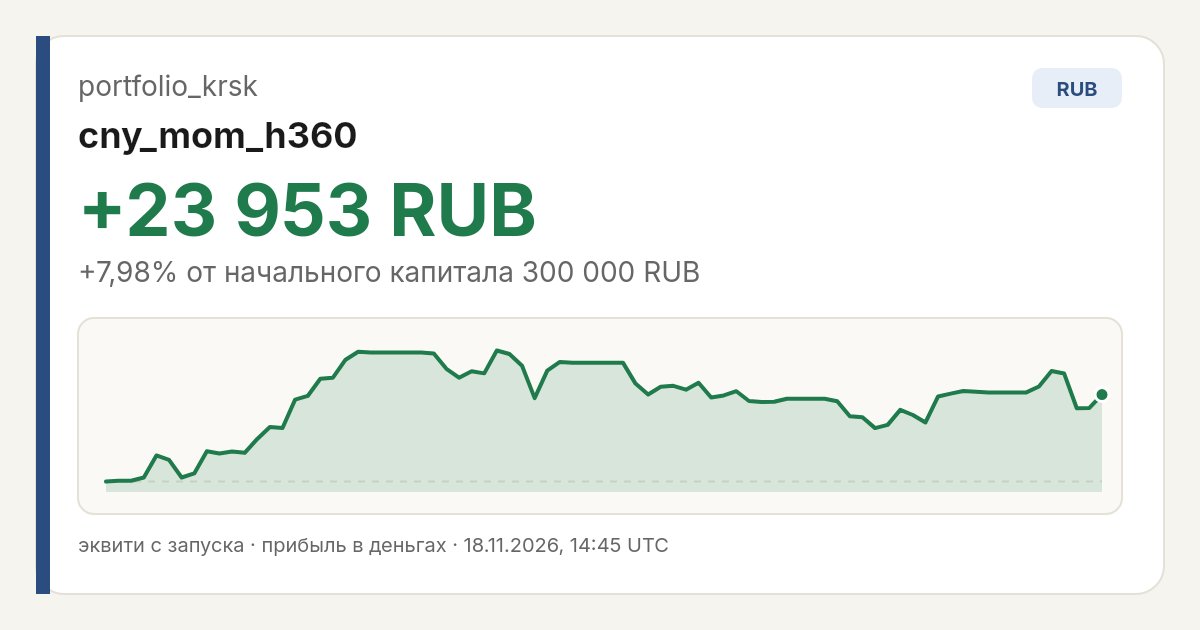 portfolio_krsk
RUB
cny_mom_h360
+23 953 RUB
+7,98% от начального капитала 300 000 RUB
эквити с запуска · прибыль в деньгах · 18.11.2026, 14:45 UTC